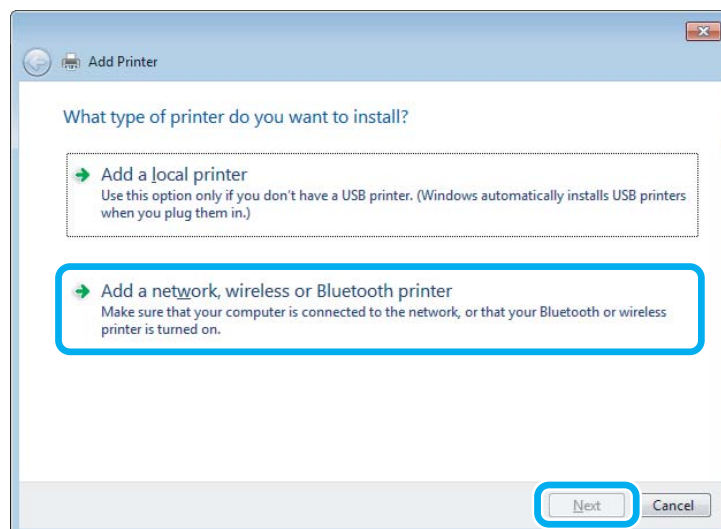 Add Printer
What type of printer do you want to install?
Add a local printer
Use this option only if you don't have a USB printer. (Windows automatically installs USB printers
when you plug them in.)
Add a network, wireless or Bluetooth printer
Make sure that your computer is connected to the network, or that your Bluetooth or wireless
printer is turned on.
Next Cancel